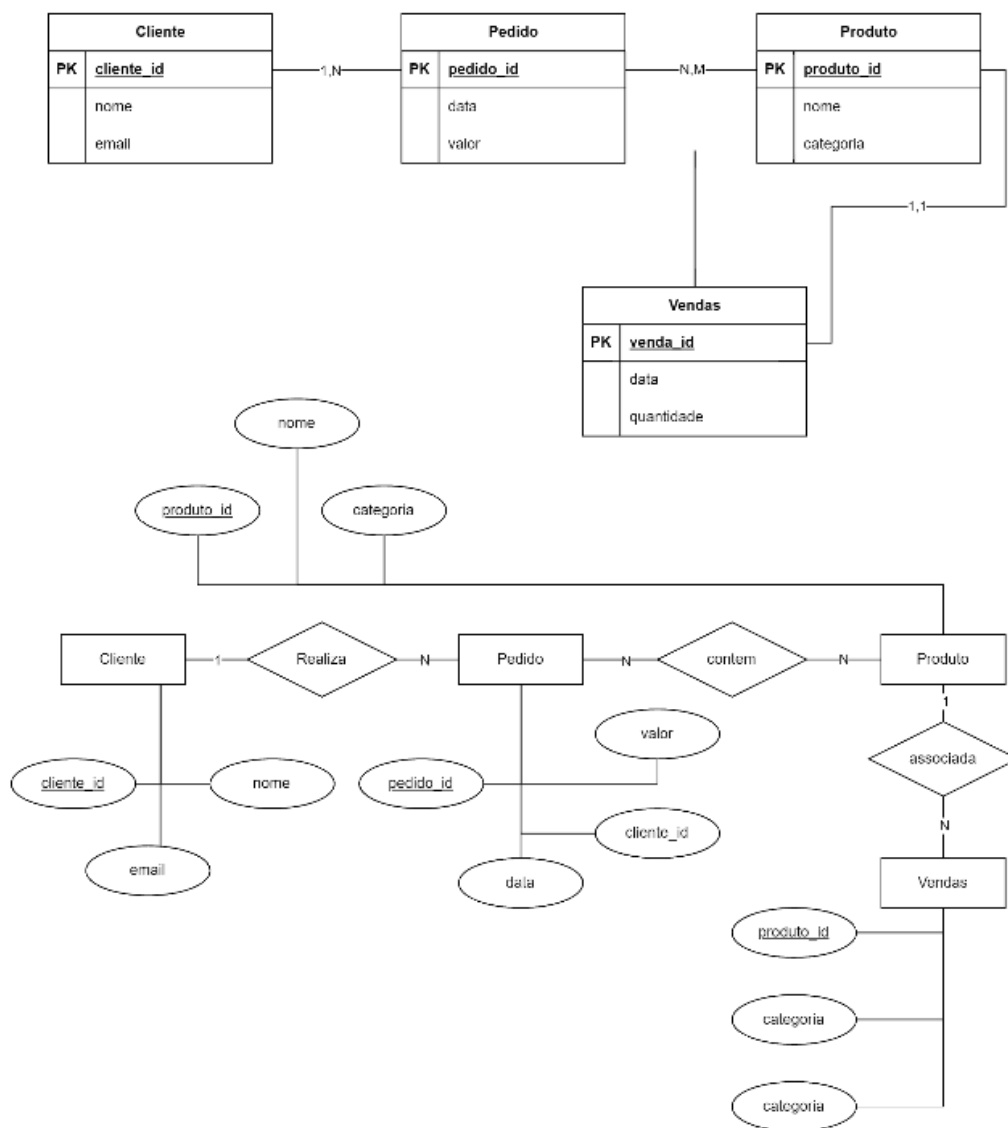 Cliente
PK cliente_id
nome
email
1,N
Pedido
PK pedido_id
data
valor
N,M
Produto
PK produto_id
nome
categoria
1,1
Vendas
PK venda_id
data
quantidade
nome
produto_id
categoria
Cliente
1
Realiza
N
Pedido
N
contem
N
Produto
1
valor
associada
cliente_id
nome
pedido_id
cliente_id
N
email
data
Vendas
produto_id
categoria
categoria